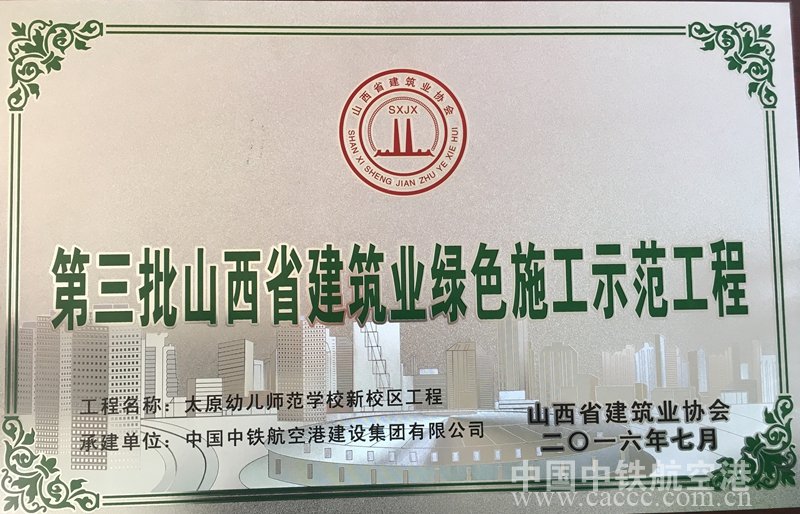 山西省建筑业协会
SXJX
SHAN XI SHENG JIAN ZHU YE XIE HUI
第三批山西省建筑业绿色施工示范工程
工程名称：太原幼儿师范学校新校区工程
承建单位：中国中铁航空港建设集团有限公司
山西省建筑业协会
二〇一六年七月
中国中铁航空港
www.caccc.com.cn